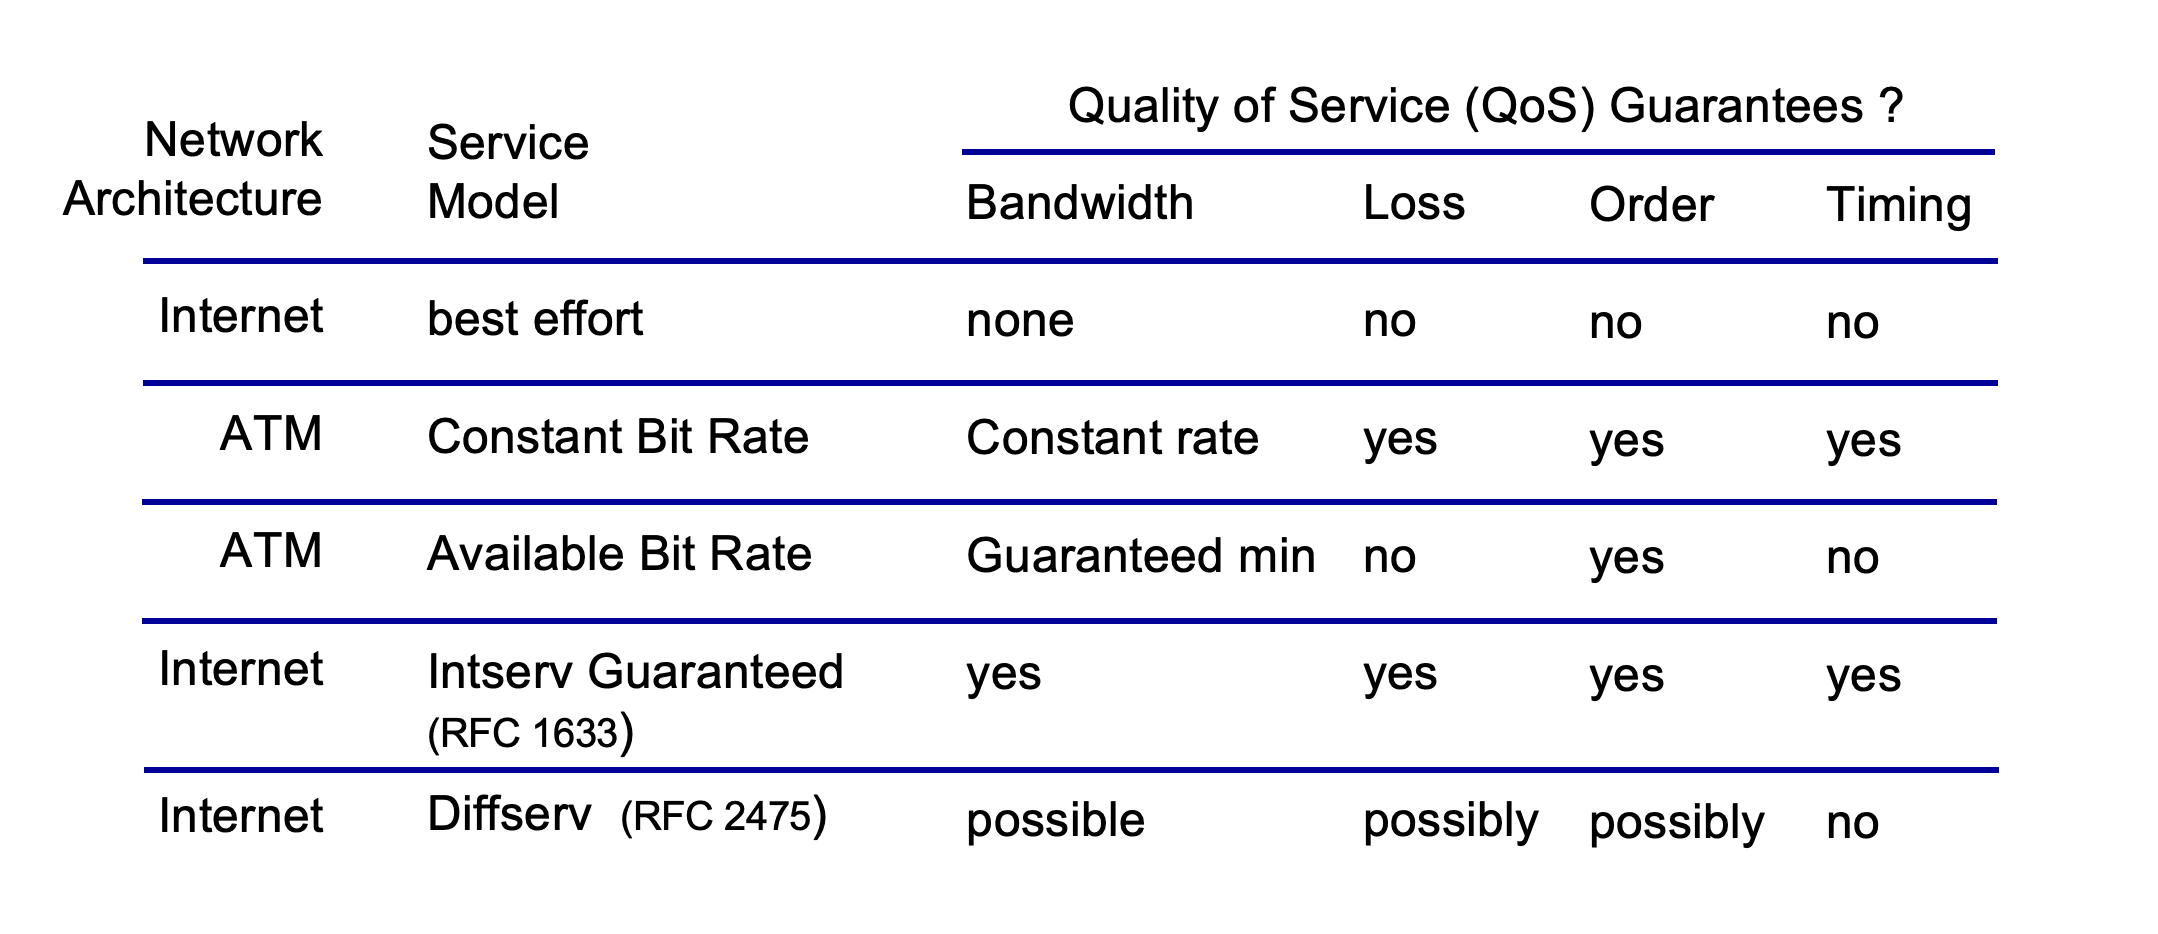 Quality of Service (QoS) Guarantees ?
Network Architecture Service Model Bandwidth Loss Order Timing
Internet best effort none no no no
ATM Constant Bit Rate Constant rate yes yes yes
ATM Available Bit Rate Guaranteed min no yes no
Internet Intserv Guaranteed yes yes yes yes
(RFC 1633)
Internet Diffserv (RFC 2475) possible possibly possibly no